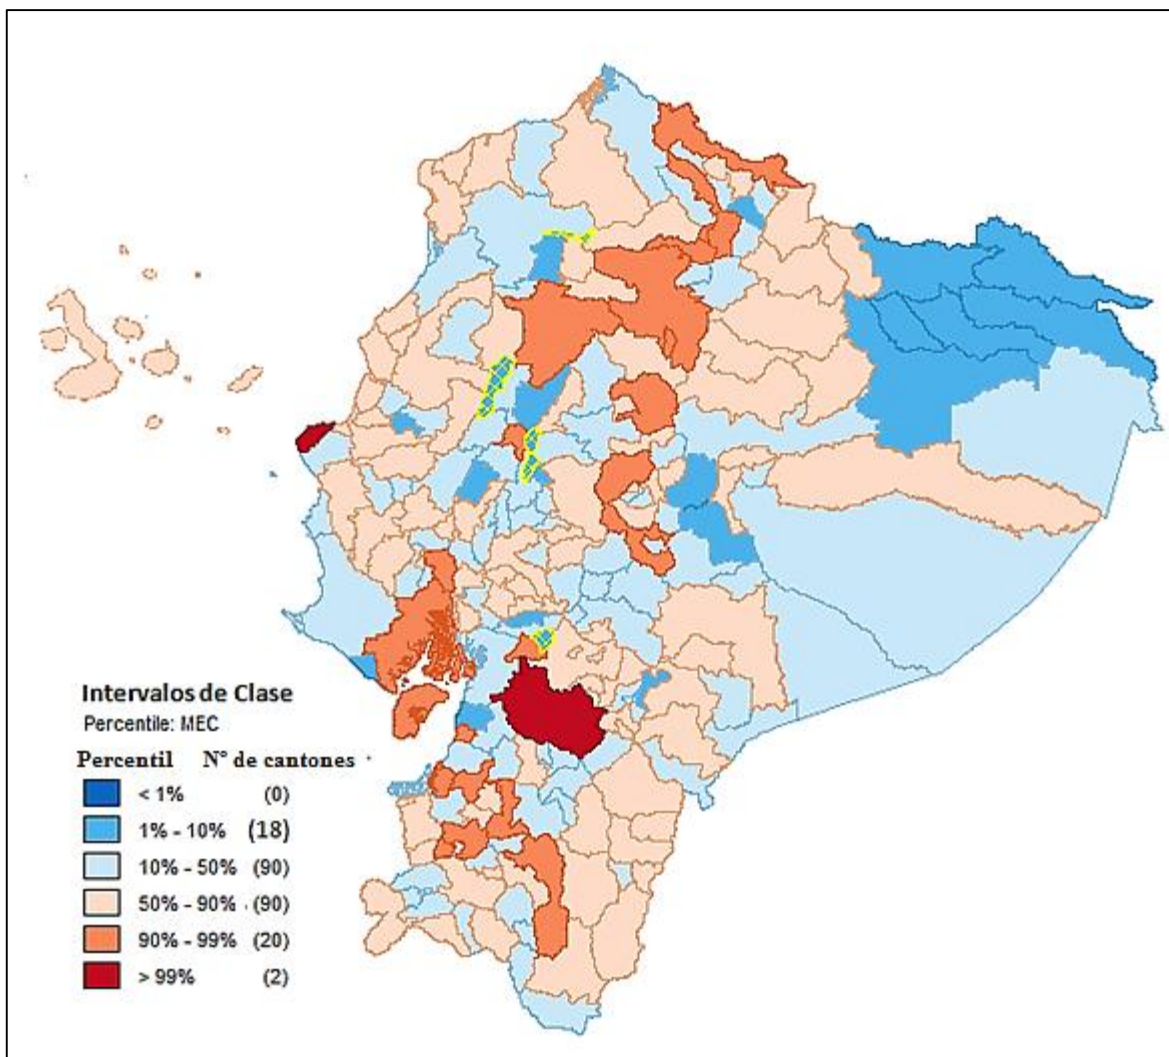 Intervalos de Clase
Percentile: MEC
Percentil N° de cantones
< 1% (0)
1% - 10% (18)
10% - 50% (90)
50% - 90% (90)
90% - 99% (20)
> 99% (2)